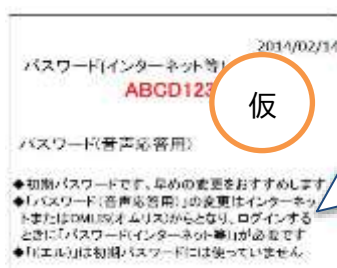 2014/02/14
パスワード(インターネット等)
ABCD123
仮
パスワード(音声応答用)
◆初期パスワードです。早めの変更をおすすめします
◆「パスワード(音声応答用)」の変更はインターネッ
トまたはOMLIS(オムリス)からとなり、ログインする
ときに「パスワード(インターネット等)」が必要です
◆「l(エル)」は初期パスワードには使っていません